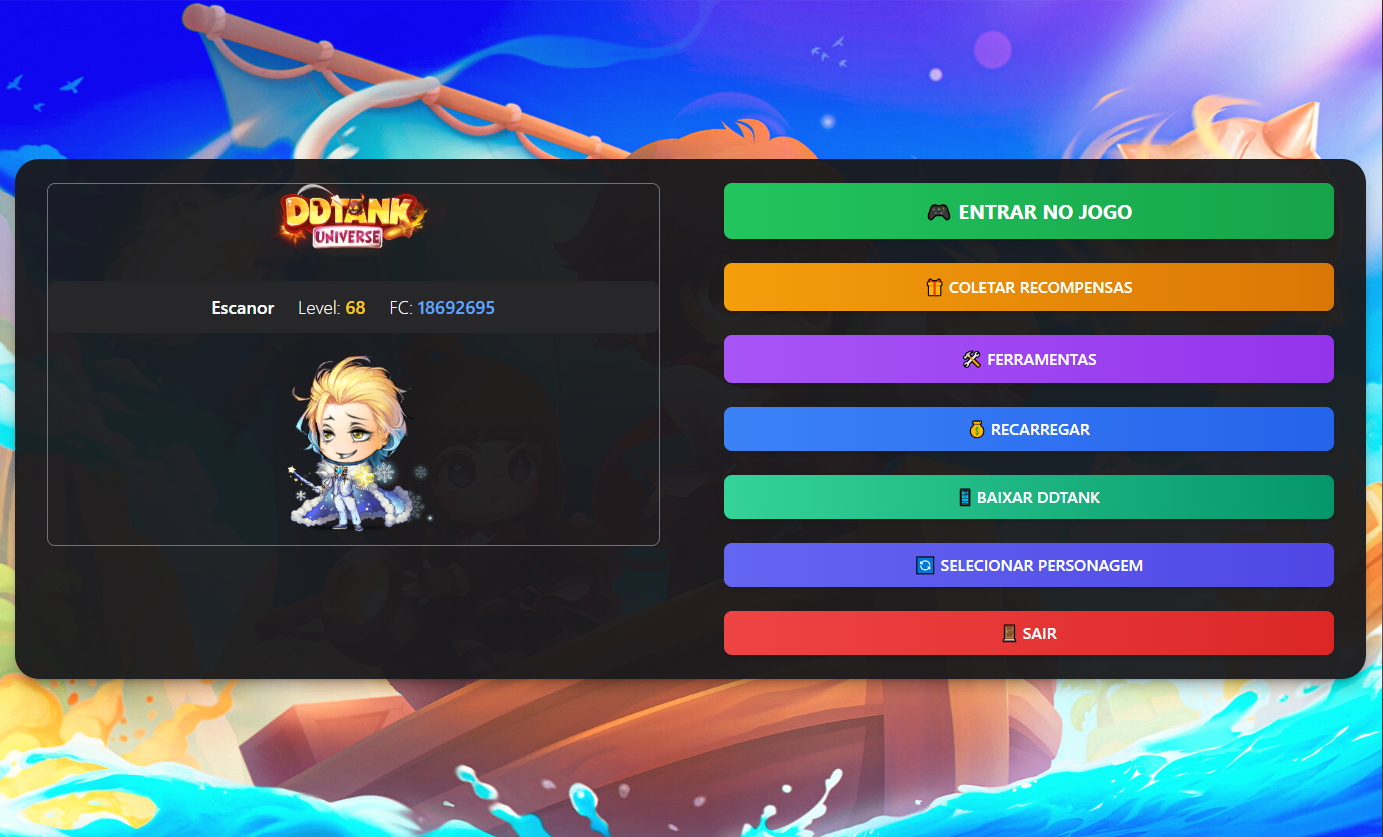 DDTANK
UNIVERSE
Escanor Level: 68 FC: 18692695
ENTRAR NO JOGO
COLETAR RECOMPENSAS
FERRAMENTAS
RECARREGAR
BAIXAR DDTANK
SELECIONAR PERSONAGEM
SAIR